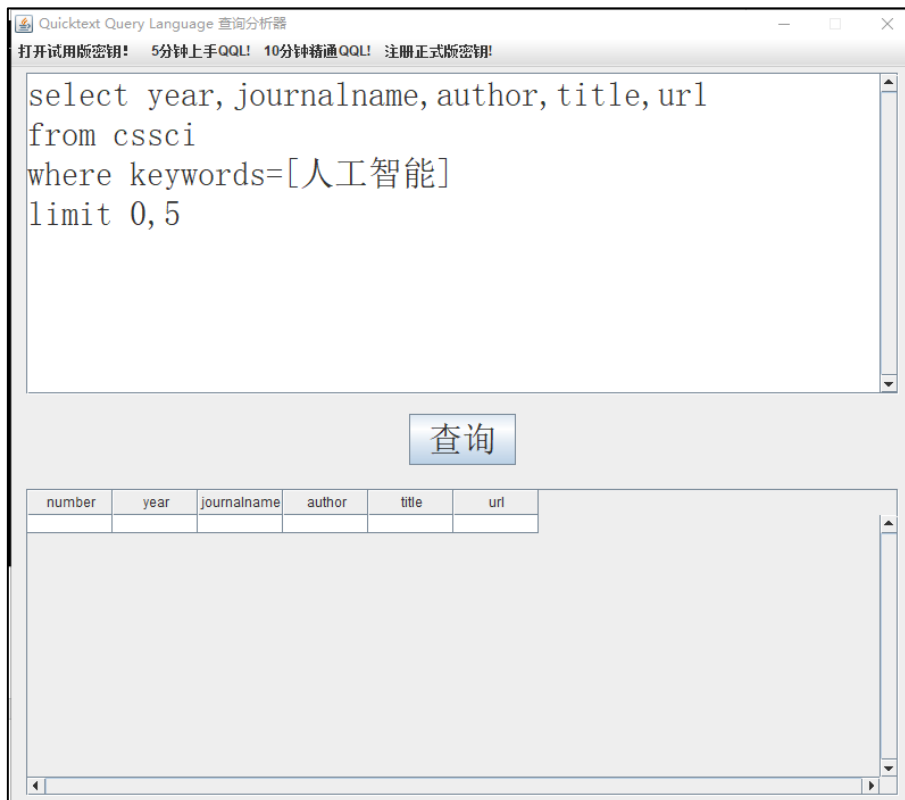 Quicktext Query Language 查询分析器
打开试用版密钥! 5分钟上手QQL! 10分钟精通QQL! 注册正式版密钥!
select year,journalname,author,title,url
from cssci
where keywords=[人工智能]
limit 0,5
查询
number year journalname author title url